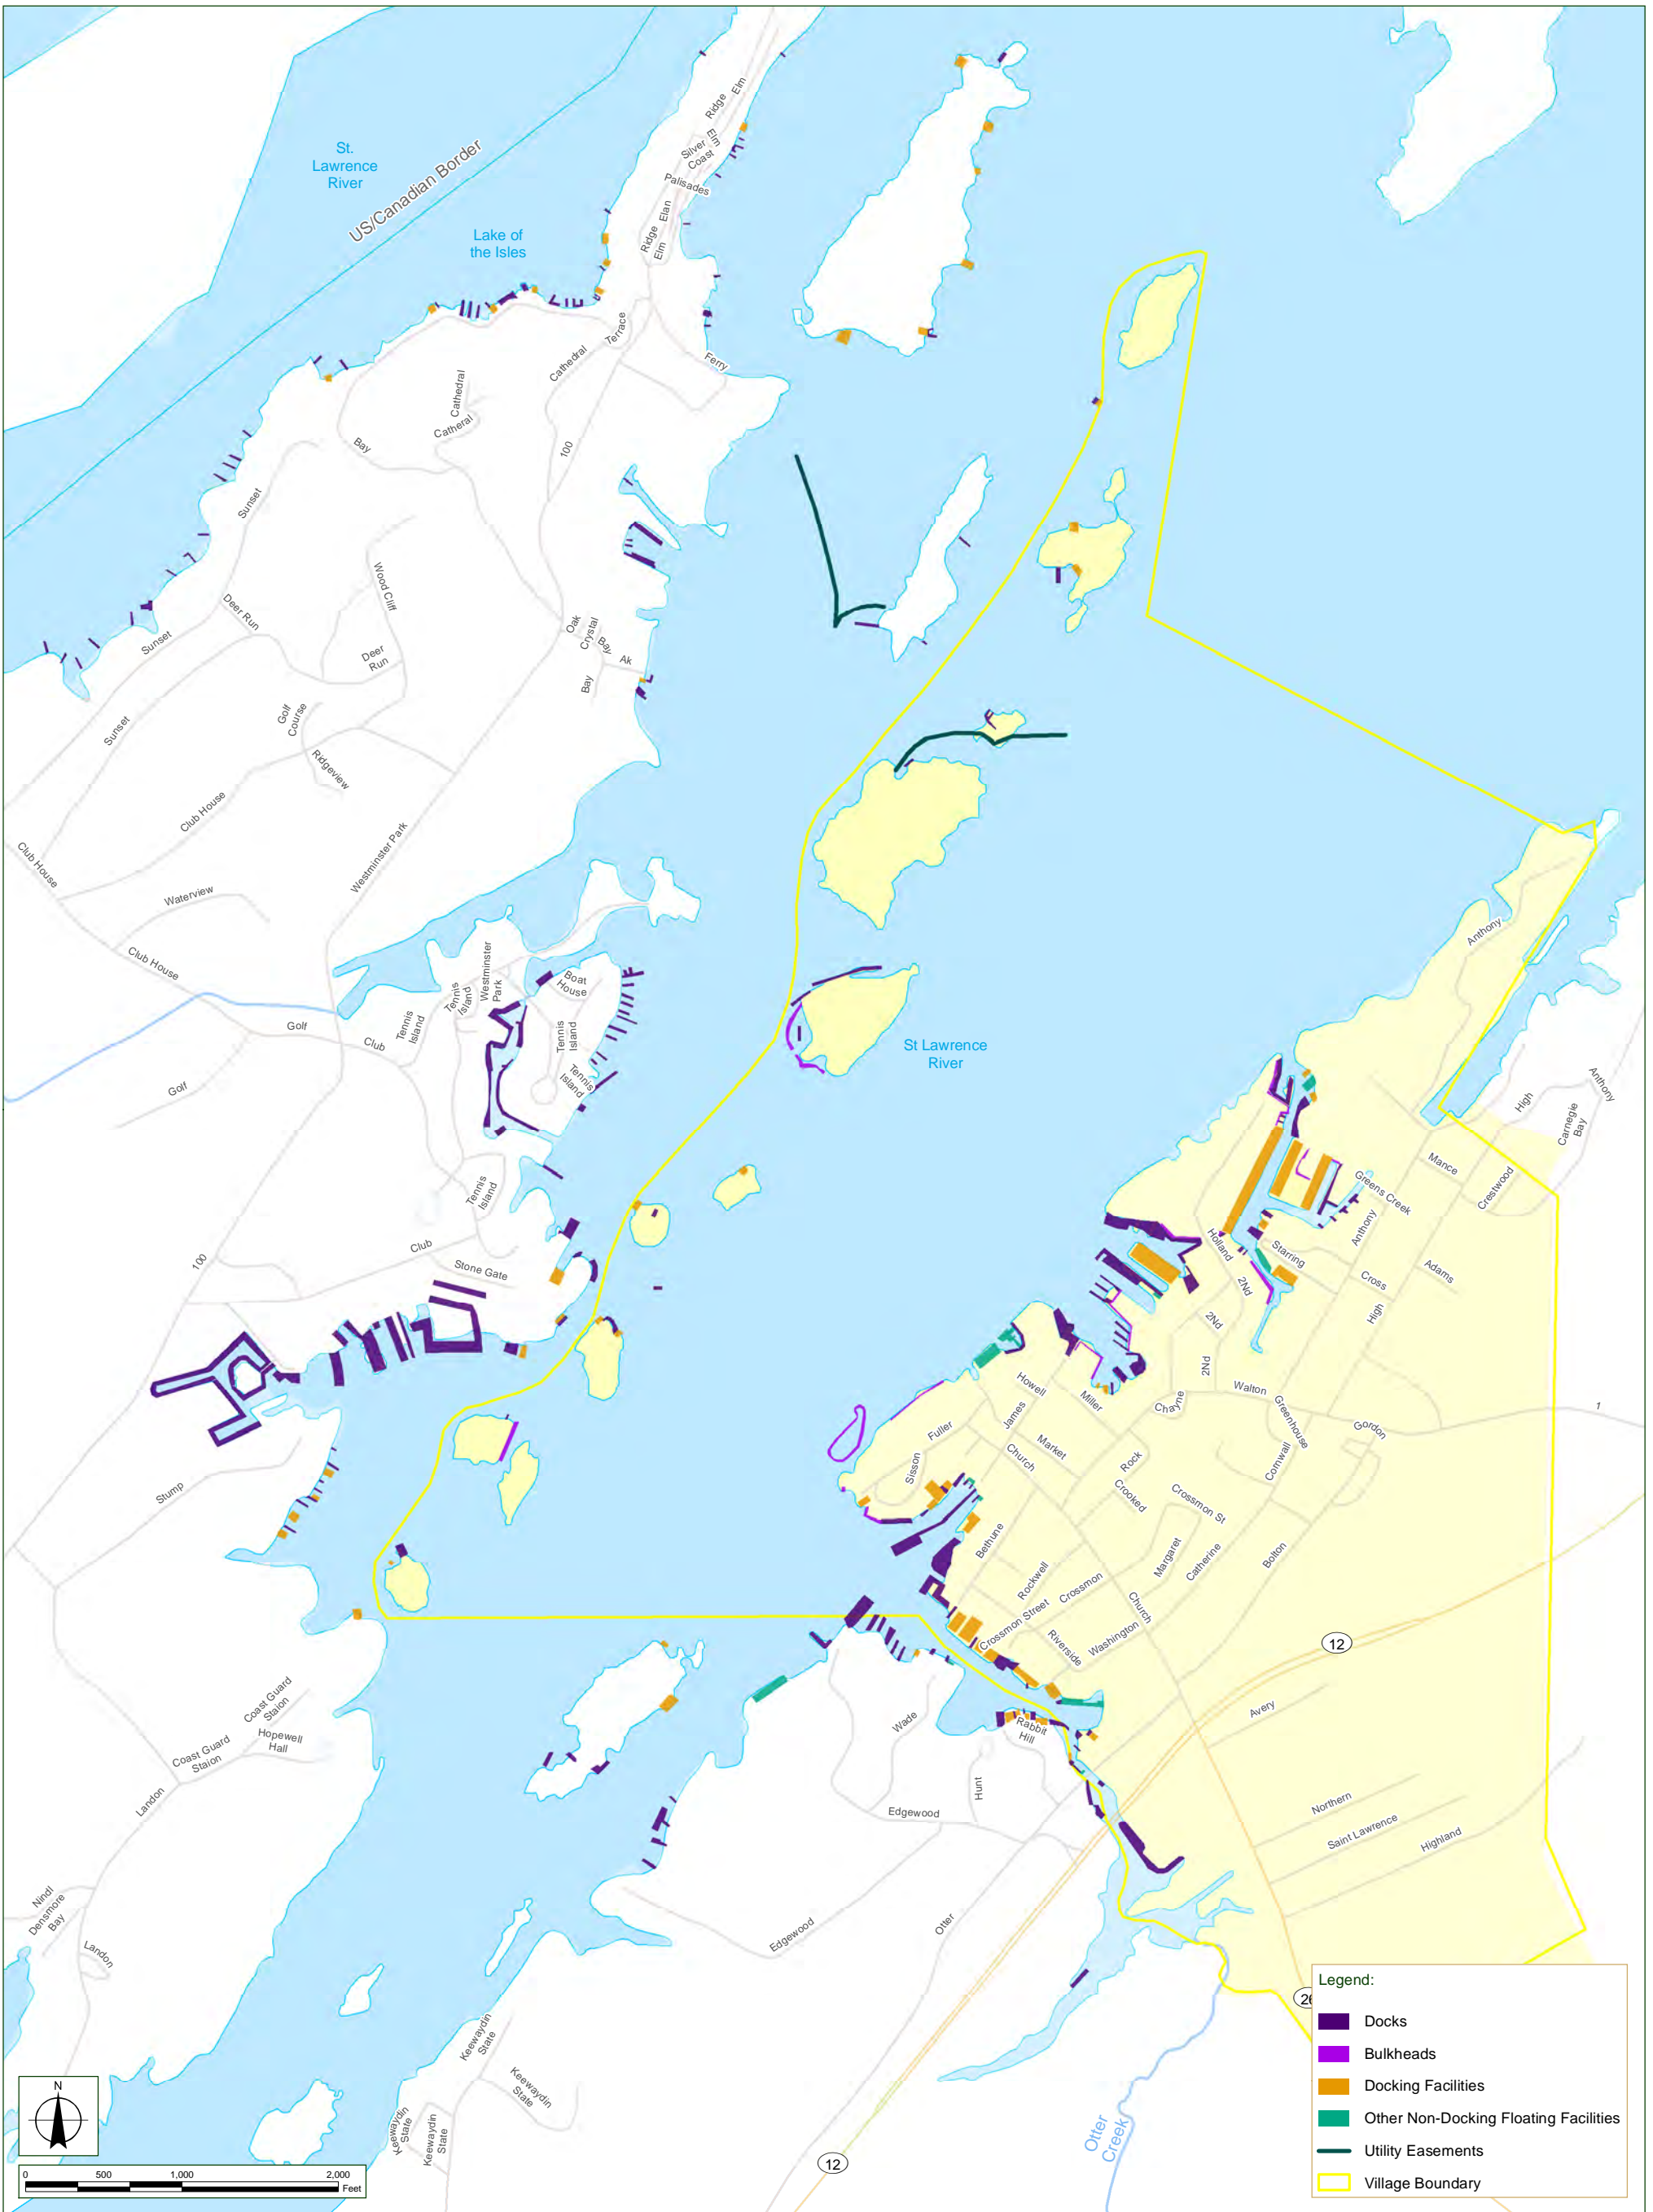 St.
Lawrence
River
US/Canadian Border
Lake of
the Isles
Ridge
Elm
Silver
Coast
Elm
Palisades
Ridge
Elan
Elm
Cathedral
Terrace
Ferry
Cathedral
Catheral
Bay
100
Sunset
Wood Cliff
Deer Run
Deer
Run
Sunset
Oak
Crystal
Bay
Ak
Bay
Sunset
Golf
Course
Ridgeview
Club House
Club House
Westminster Park
Waterview
Club House
Westminster
Park
Tennis
Island
Tennis
Island
Boat
House
Tennis
Island
Tennis
Island
Golf
Club
Golf
St Lawrence
River
Anthony
High
Anthony
Carnegie
Bay
Mance
Crestwood
Greens Creek
Anthony
Tennis
Island
Club
Stone Gate
100
Holland
Starring
2Nd
Cross
Adams
2Nd
High
2Nd
Walton
Howell
Miller
Chayne
Greenhouse
Gordon
1
James
Fuller
Market
Church
Rock
Cornwall
Sisson
Crooked
Crossmon St
Stump
Bethune
Rockwell
Crossmon
Margaret
Catherine
Bolton
Church
Crossmon Street
Riverside
Washington
12
Coast Guard
Staion
Hopewell
Hall
Coast Guard
Staion
Wade
Rabbit
Hill
Avery
Landon
Hunt
Edgewood
Northern
Saint Lawrence
Highland
Nindl
Densmore
Bay
Landon
Edgewood
Otter
Keewaydin
State
Keewaydin
State
Keewaydin
State
Keewaydin
State
12
Otter
Creek
N
0
500
1,000
2,000
Feet
Legend:
Docks
Bulkheads
Docking Facilities
Other Non-Docking Floating Facilities
Utility Easements
Village Boundary